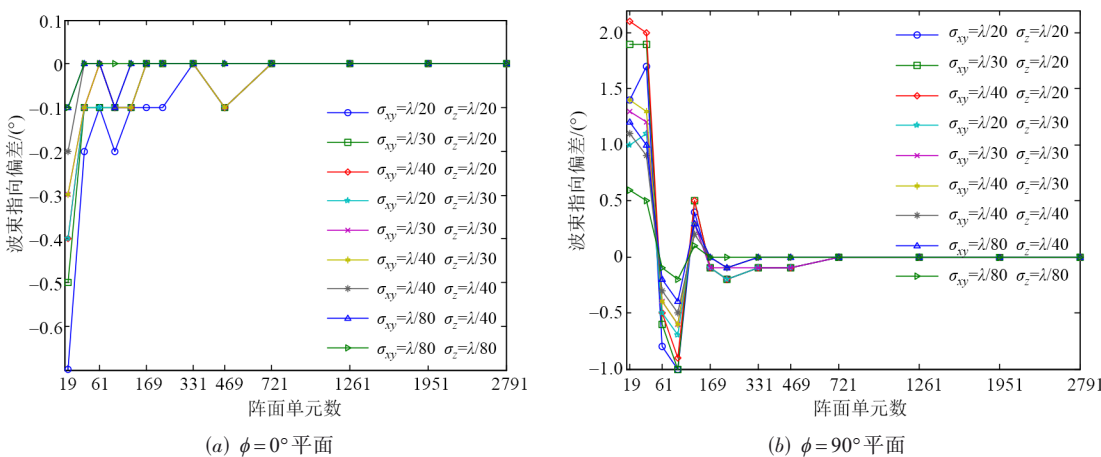 0.1
0
−0.1
−0.2
−0.3
−0.4
−0.5
−0.6
波束指向偏差/(°)
σxy=λ/20 σz=λ/20
σxy=λ/30 σz=λ/20
σxy=λ/40 σz=λ/20
σxy=λ/20 σz=λ/30
σxy=λ/30 σz=λ/30
σxy=λ/40 σz=λ/30
σxy=λ/40 σz=λ/40
σxy=λ/80 σz=λ/40
σxy=λ/80 σz=λ/80
19 61 169 331 469 721 1261 1951 2791
阵面单元数
(a) ϕ=0°平面
2.0
1.5
1.0
0.5
0
−0.5
−1.0
波束指向偏差/(°)
σxy=λ/20 σz=λ/20
σxy=λ/30 σz=λ/20
σxy=λ/40 σz=λ/20
σxy=λ/20 σz=λ/30
σxy=λ/30 σz=λ/30
σxy=λ/40 σz=λ/30
σxy=λ/40 σz=λ/40
σxy=λ/80 σz=λ/40
σxy=λ/80 σz=λ/80
19 61 169 331 469 721 1261 1951 2791
阵面单元数
(b) ϕ=90°平面